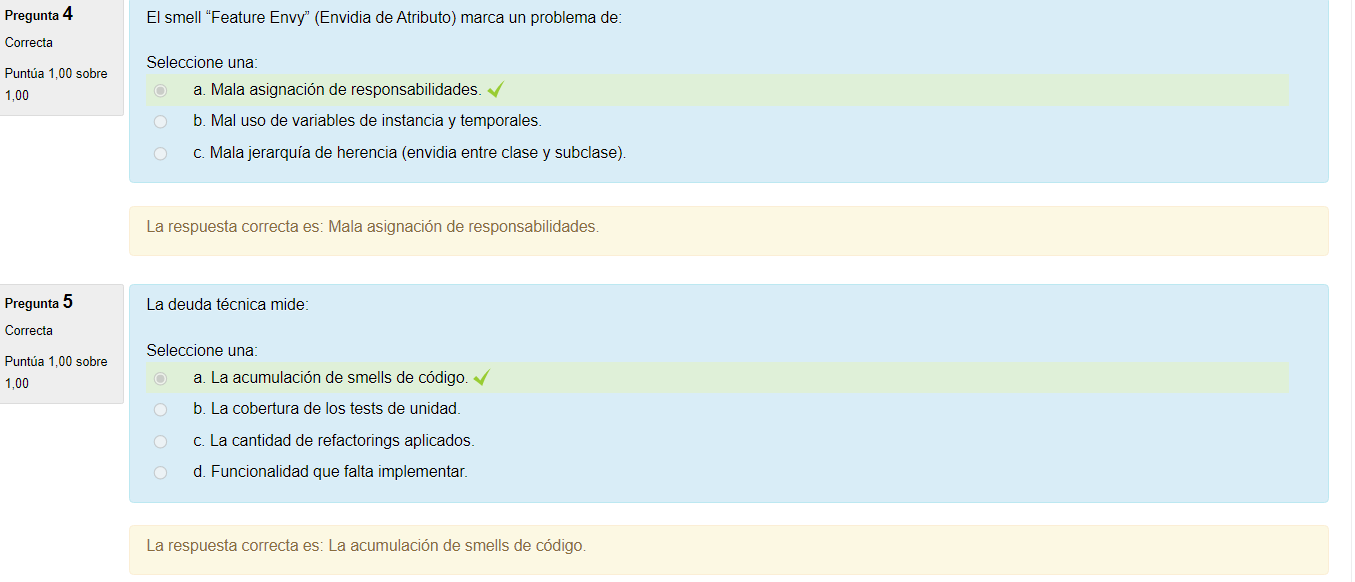 Pregunta 4
Correcta
Puntúa 1,00 sobre
1,00
El smell “Feature Envy” (Envidia de Atributo) marca un problema de:
Seleccione una:
a. Mala asignación de responsabilidades.
b. Mal uso de variables de instancia y temporales.
c. Mala jerarquía de herencia (envidia entre clase y subclase).
La respuesta correcta es: Mala asignación de responsabilidades.
Pregunta 5
Correcta
Puntúa 1,00 sobre
1,00
La deuda técnica mide:
Seleccione una:
a. La acumulación de smells de código.
b. La cobertura de los tests de unidad.
c. La cantidad de refactorings aplicados.
d. Funcionalidad que falta implementar.
La respuesta correcta es: La acumulación de smells de código.